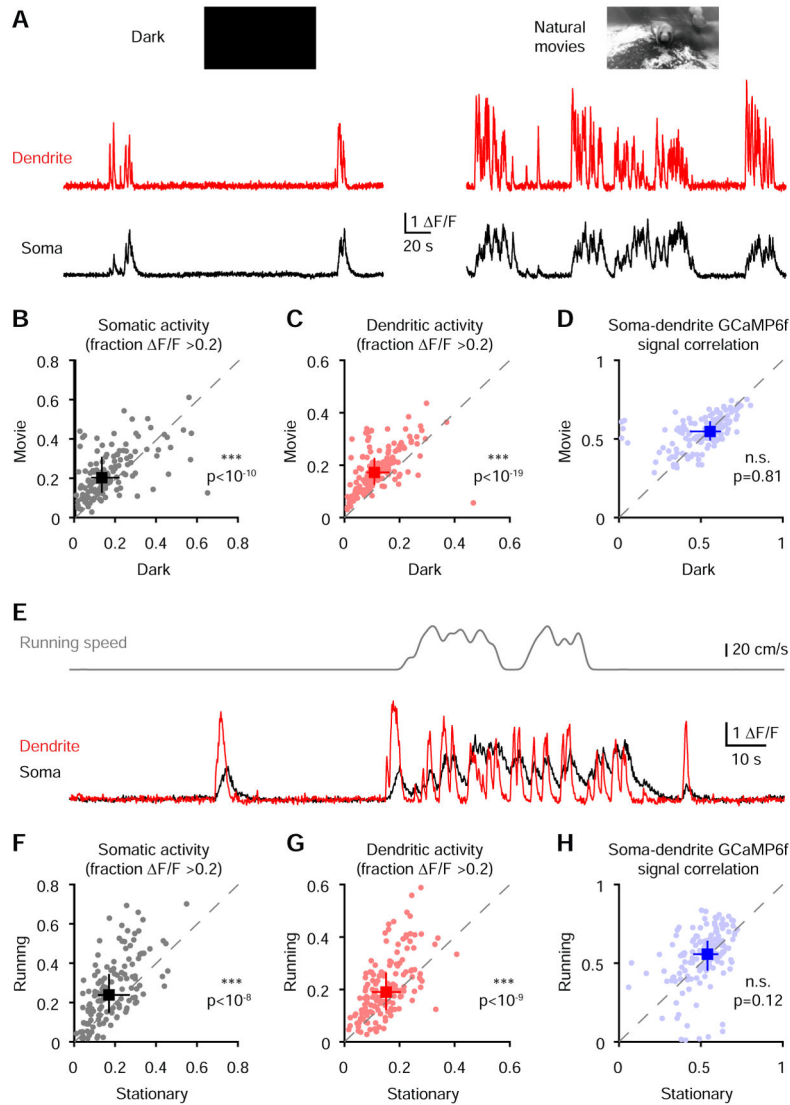 A
Dark
Natural
movies
Dendrite
Soma
1 ΔF/F
20 s
B
Somatic activity
(fraction ΔF/F >0.2)
Movie
0.8
0.6
0.4
0.2
0
***
p<10-10
0 0.2 0.4 0.6 0.8
Dark
C
Dendritic activity
(fraction ΔF/F >0.2)
Movie
0.6
0.4
0.2
0
***
p<10-19
0 0.2 0.4 0.6
Dark
D
Soma-dendrite GCaMP6f
signal correlation
Movie
1
0.5
0
n.s.
p=0.81
0 0.5 1
Dark
E
Running speed
20 cm/s
Dendrite
Soma
1 ΔF/F
10 s
F
Somatic activity
(fraction ΔF/F >0.2)
Runnng
0.8
0.6
0.4
0.2
0
***
p<10-8
0 0.2 0.4 0.6 0.8
Stationary
G
Dendritic activity
(fraction ΔF/F >0.2)
Running
0.6
0.4
0.2
0
***
p<10-9
0 0.2 0.4 0.6
Stationary
H
Soma-dendrite GCaMP6f
signal correlation
Running
1
0.5
0
n.s.
p=0.12
0 0.5 1
Stationary